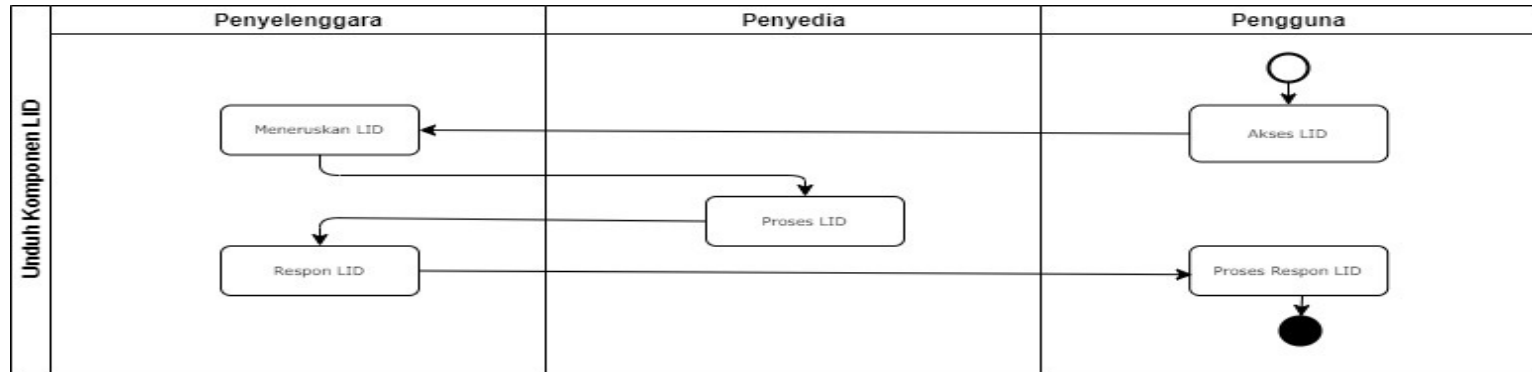 Penyelenggara
Penyedia
Pengguna
Unduh Komponen LID
Meneruskan LID
Akses LID
Proses LID
Respon LID
Proses Respon LID